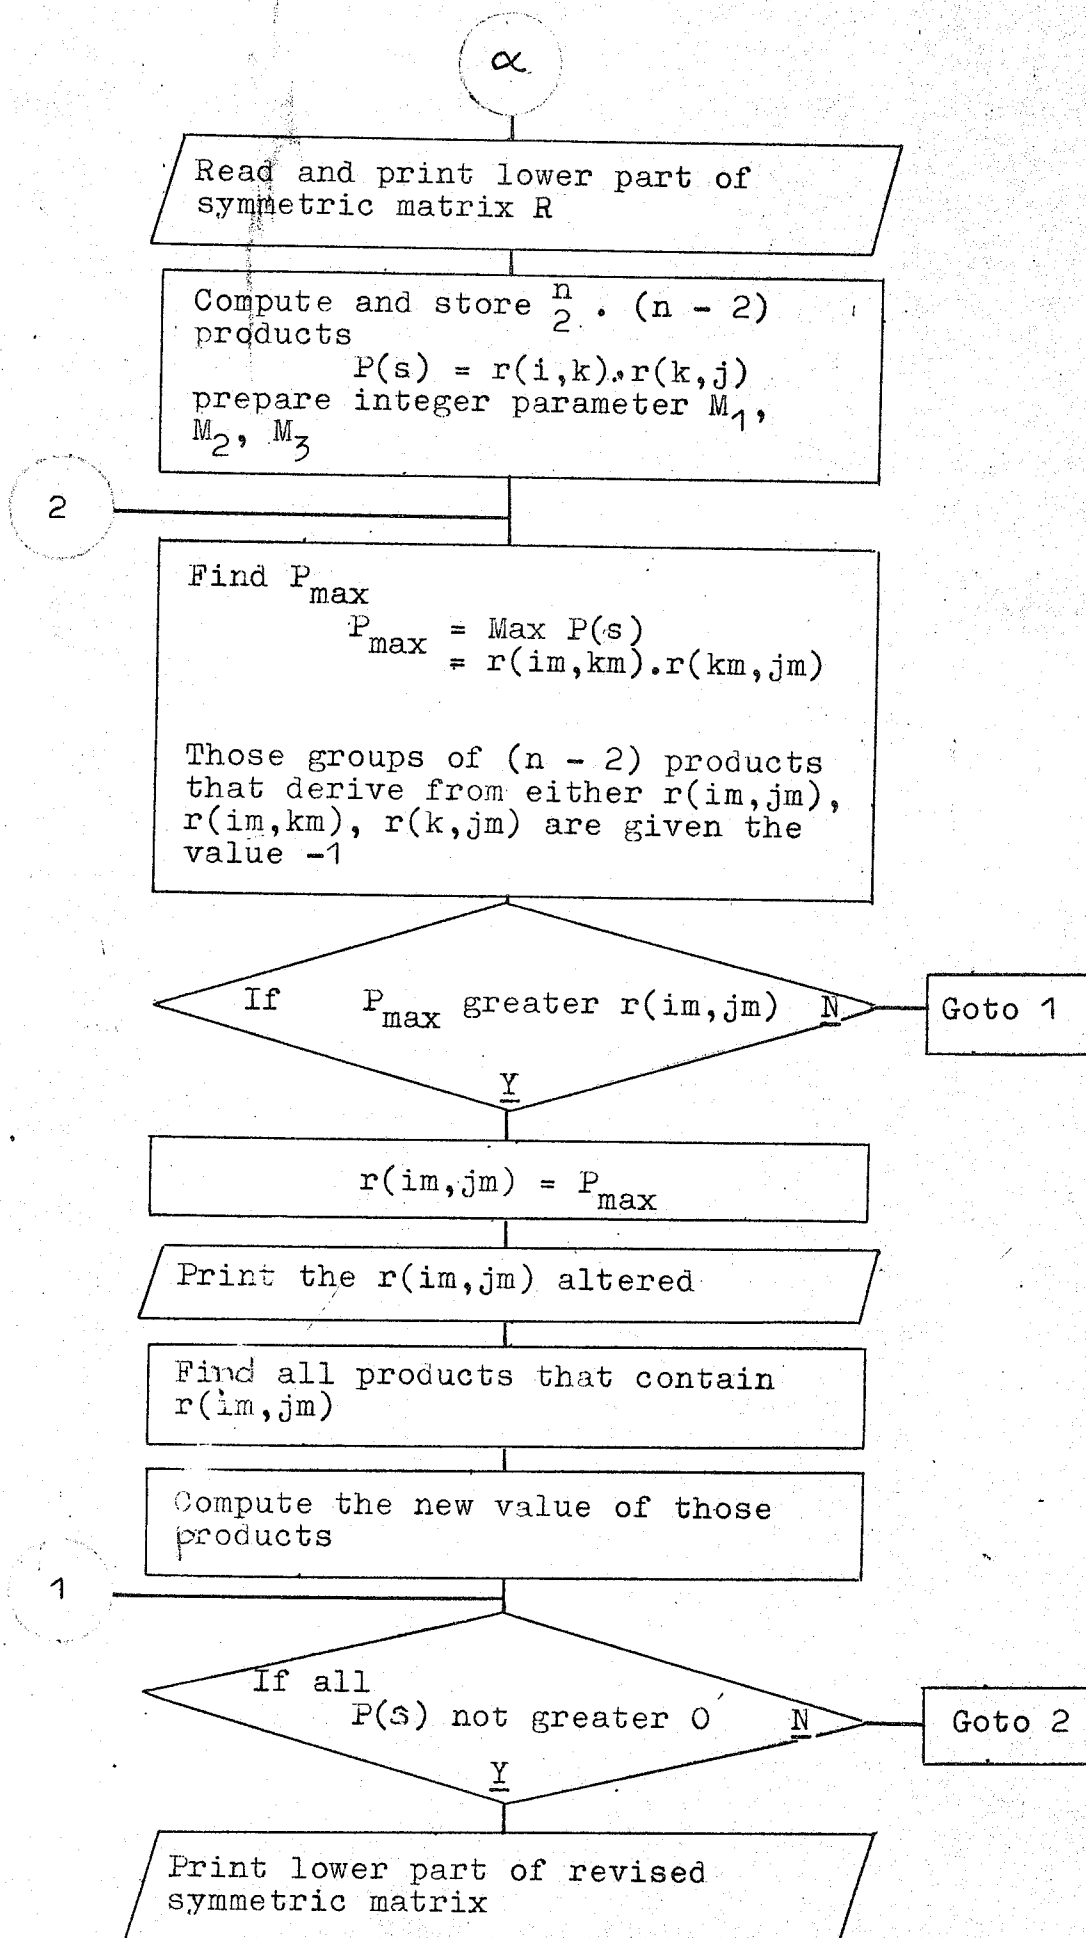 α
Read and print lower part of
symmetric matrix R
Compute and store n/2 . (n - 2)
products
P(s) = r(i,k).r(k,j)
prepare integer parameter M₁,
M₂, M₃
2
Find Pmax
Pmax = Max P(s)
= r(im,km).r(km,jm)
Those groups of (n - 2) products
that derive from either r(im,jm),
r(im,km), r(k,jm) are given the
value -1
If Pmax greater r(im,jm) N
Goto 1
Y
r(im,jm) = Pmax
Print the r(im,jm) altered
Find all products that contain
r(im,jm)
Compute the new value of those
products
1
If all
P(s) not greater 0 N
Goto 2
Y
Print lower part of revised
symmetric matrix